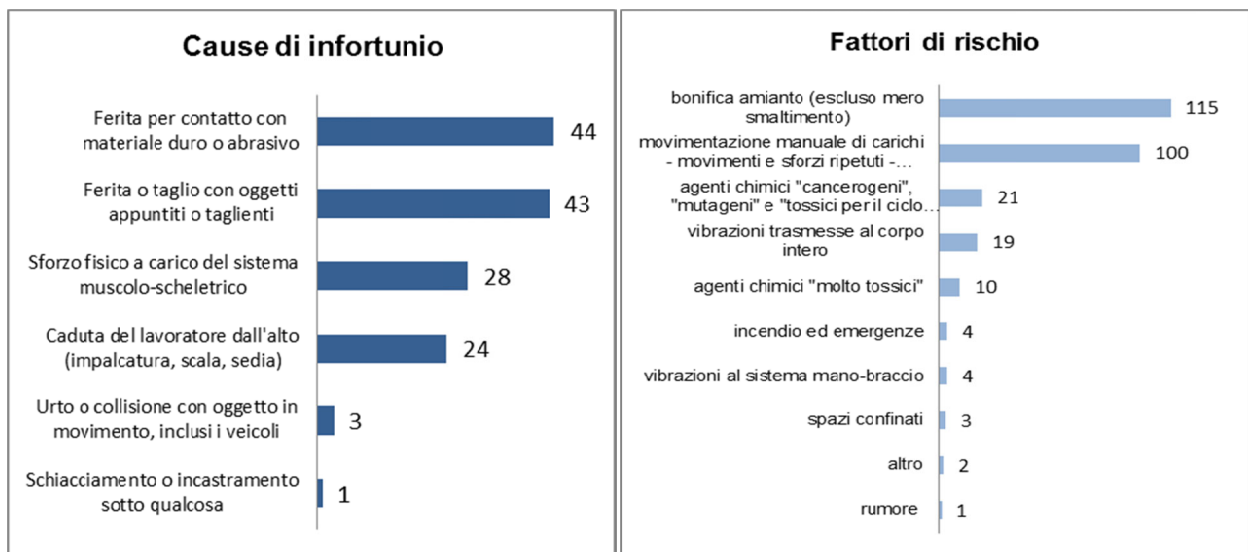 Cause di infortunio
Ferita per contatto con
materiale duro o abrasivo
44
Ferita o taglio con oggetti
appuntiti o taglienti
43
Sforzo fisico a carico del sistema
muscolo-scheletrico
28
Caduta del lavoratore dall'alto
(impalcatura, scala, sedia)
24
Urto o collisione con oggetto in
movimento, inclusi i veicoli
3
Schiacciamento o incastramento
sotto qualcosa
1
Fattori di rischio
bonifica amianto (escluso mero
smaltimento)
115
movimentazione manuale di carichi
- movimenti e sforzi ripetuti -...
100
agenti chimici "cancerogeni",
"mutageni" e "tossici per il ciclo...
21
vibrazioni trasmesse al corpo
intero
19
agenti chimici "molto tossici"
10
incendio ed emergenze
4
vibrazioni al sistema mano-braccio
4
spazi confinati
3
altro
2
rumore
1